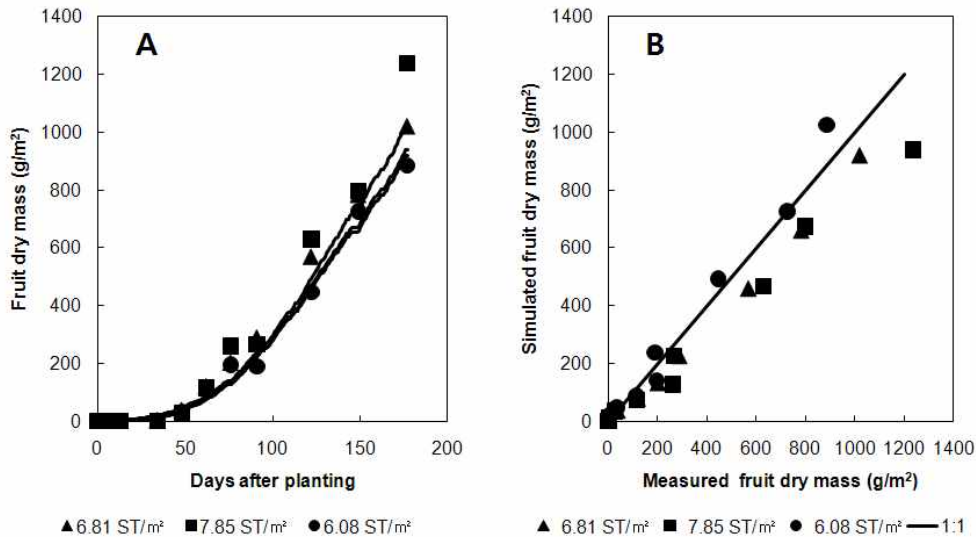 A
Fruit dry mass (g/m²)
1400
1200
1000
800
600
400
200
0
0 50 100 150 200
Days after planting
▲6.81 ST/m² ■7.85 ST/m² ●6.08 ST/m²
B
Simulated fruit dry mass (g/m²)
1400
1200
1000
800
600
400
200
0
0 200 400 600 800 1000 1200 1400
Measured fruit dry mass (g/m²)
▲ 6.81 ST/m² ■ 7.85 ST/m² ● 6.08 ST/m² —1:1